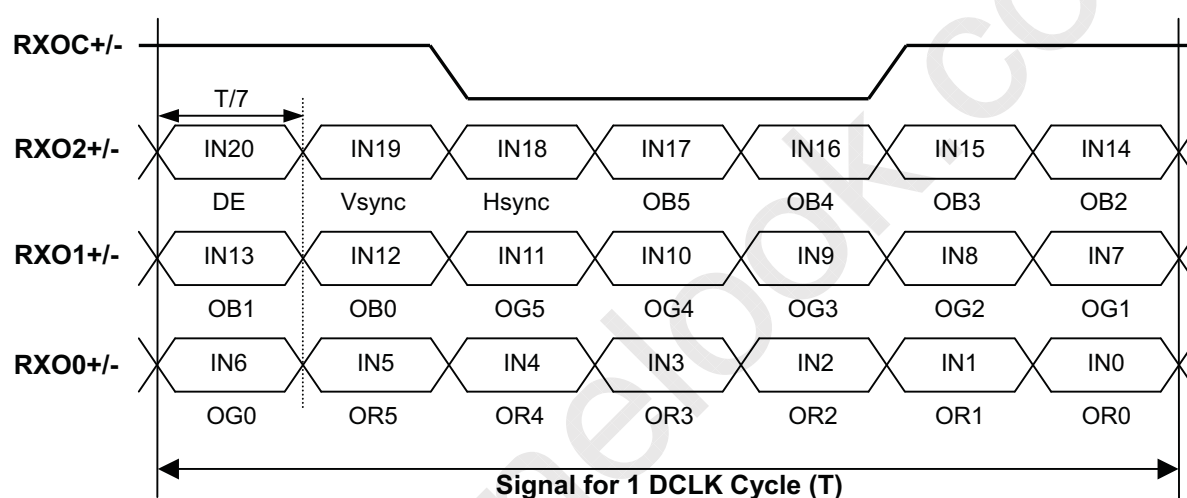 RXOC+/-
T/7
RXO2+/- IN20 IN19 IN18 IN17 IN16 IN15 IN14
DE Vsync Hsync OB5 OB4 OB3 OB2
RXO1+/- IN13 IN12 IN11 IN10 IN9 IN8 IN7
OB1 OB0 OG5 OG4 OG3 OG2 OG1
RXO0+/- IN6 IN5 IN4 IN3 IN2 IN1 IN0
OG0 OR5 OR4 OR3 OR2 OR1 OR0
Signal for 1 DCLK Cycle (T)
nelook.co